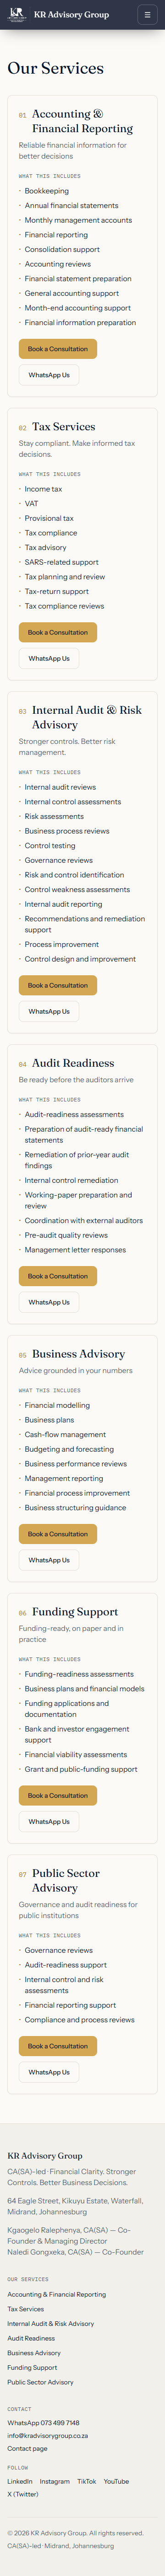 KR Advisory Group
Our Services
01 Accounting &
Financial Reporting
Reliable financial information for
better decisions
WHAT THIS INCLUDES
· Bookkeeping
· Annual financial statements
· Monthly management accounts
· Financial reporting
· Consolidation support
· Accounting reviews
· Financial statement preparation
· General accounting support
· Month-end accounting support
· Financial information preparation
Book a Consultation
WhatsApp Us
02 Tax Services
Stay compliant. Make informed tax
decisions.
WHAT THIS INCLUDES
· Income tax
· VAT
· Provisional tax
· Tax compliance
· Tax advisory
· SARS-related support
· Tax planning and review
· Tax-return support
· Tax compliance reviews
Book a Consultation
WhatsApp Us
03 Internal Audit & Risk
Advisory
Stronger controls. Better risk
management.
WHAT THIS INCLUDES
· Internal audit reviews
· Internal control assessments
· Risk assessments
· Business process reviews
· Control testing
· Governance reviews
· Risk and control identification
· Control weakness assessments
· Internal audit reporting
· Recommendations and remediation
support
· Process improvement
· Control design and improvement
Book a Consultation
WhatsApp Us
04 Audit Readiness
Be ready before the auditors arrive
WHAT THIS INCLUDES
· Audit-readiness assessments
· Preparation of audit-ready financial
statements
· Remediation of prior-year audit
findings
· Internal control remediation
· Working-paper preparation and
review
· Coordination with external auditors
· Pre-audit quality reviews
· Management letter responses
Book a Consultation
WhatsApp Us
05 Business Advisory
Advice grounded in your numbers
WHAT THIS INCLUDES
· Financial modelling
· Business plans
· Cash-flow management
· Budgeting and forecasting
· Business performance reviews
· Management reporting
· Financial process improvement
· Business structuring guidance
Book a Consultation
WhatsApp Us
06 Funding Support
Funding-ready, on paper and in
practice
WHAT THIS INCLUDES
· Funding-readiness assessments
· Business plans and financial models
· Funding applications and
documentation
· Bank and investor engagement
support
· Financial viability assessments
· Grant and public-funding support
Book a Consultation
WhatsApp Us
07 Public Sector
Advisory
Governance and audit readiness for
public institutions
WHAT THIS INCLUDES
· Governance reviews
· Audit-readiness support
· Internal control and risk
assessments
· Financial reporting support
· Compliance and process reviews
Book a Consultation
WhatsApp Us
KR Advisory Group
CA(SA)-led · Financial Clarity. Stronger
Controls. Better Business Decisions.
64 Eagle Street, Kikuyu Estate, Waterfall,
Midrand, Johannesburg
Kgaogelo Ralephenya, CA(SA) — Co-
Founder & Managing Director
Naledi Gongxeka, CA(SA) — Co-Founder
OUR SERVICES
Accounting & Financial Reporting
Tax Services
Internal Audit & Risk Advisory
Audit Readiness
Business Advisory
Funding Support
Public Sector Advisory
CONTACT
WhatsApp 073 499 7148
info@kradvisorygroup.co.za
Contact page
FOLLOW
LinkedIn Instagram TikTok YouTube
X (Twitter)
© 2026 KR Advisory Group. All rights reserved.
CA(SA)-led · Midrand, Johannesburg